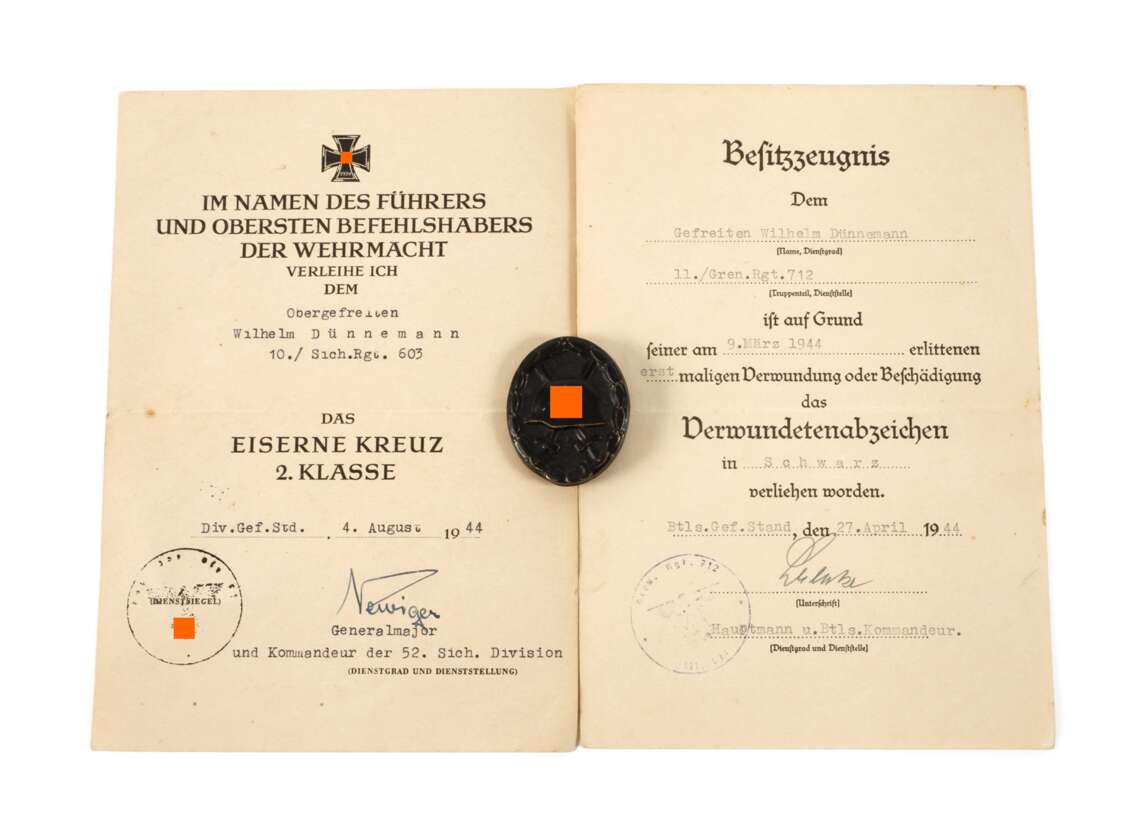 IM NAMEN DES FÜHRERS
UND OBERSTEN BEFEHLSHABERS
DER WEHRMACHT
VERLEIHE ICH
DEM
Obergefreiten
Wilhelm Dünnemann
10./ Sich.Rgt. 603
DAS
EISERNE KREUZ
2. KLASSE
Div.Gef.Std. , 4. August 1944
(DIENSTSIEGEL)
Generalmajor
und Kommandeur der 52. Sich. Division
(DIENSTGRAD UND DIENSTSTELLUNG)
Besitzzeugnis
Dem
Gefreiten Wilhelm Dünnemann
(Name, Dienstgrad)
11./Gren.Rgt.712
(Truppenteil, Dienststelle)
ist auf Grund
seiner am 9.März 1944 erlittenen
erstmaligen Verwundung oder Beschädigung
das
Verwundetenabzeichen
in Schwarz
verliehen worden.
Btls.Gef.Stand, den 27.April 1944
(Unterschrift)
Hauptmann u.Btls.Kommandeur.
(Dienstgrad und Dienststelle)